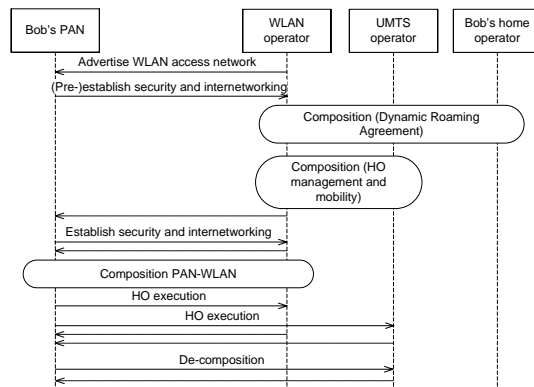 Bob's PAN
WLAN
operator
UMTS
operator
Bob's home
operator
Advertise WLAN access network
(Pre-)establish security and internetworking
Composition (Dynamic Roaming
Agreement)
Composition (HO
management and
mobility)
Establish security and internetworking
Composition PAN-WLAN
HO execution
HO execution
De-composition